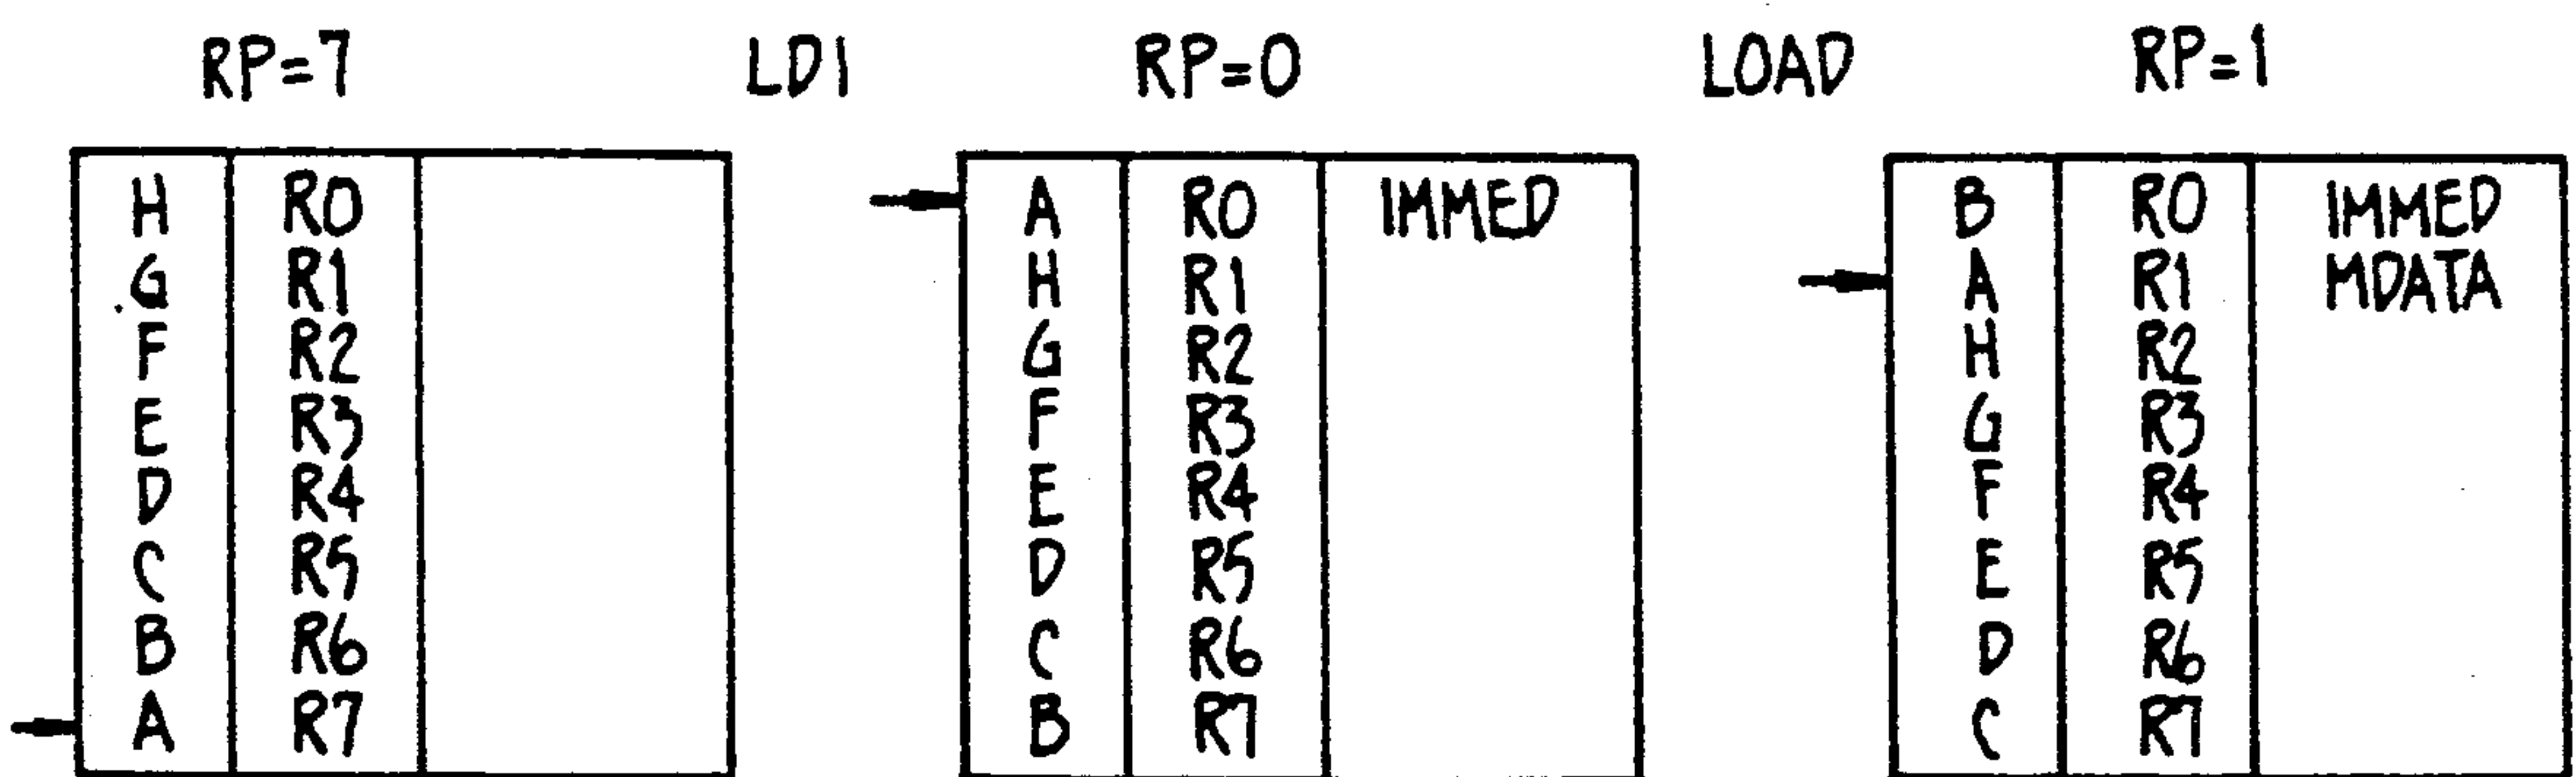 RP=7 LDI RP=0 LOAD RP=1
H R0 A R0 IMMED B R0 IMMED
G R1 H R1 A R1 MDATA
F R2 G R2 H R2
E R3 F R3 G R3
D R4 E R4 F R4
C R5 D R5 E R5
B R6 C R6 D R6
A R7 B R7 C R7